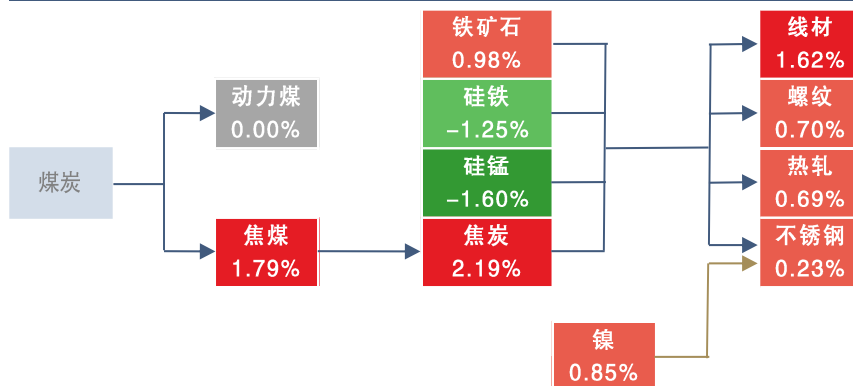 煤炭
动力煤
0.00%
焦煤
1.79%
铁矿石
0.98%
硅铁
-1.25%
硅锰
-1.60%
焦炭
2.19%
线材
1.62%
螺纹
0.70%
热轧
0.69%
不锈钢
0.23%
镍
0.85%